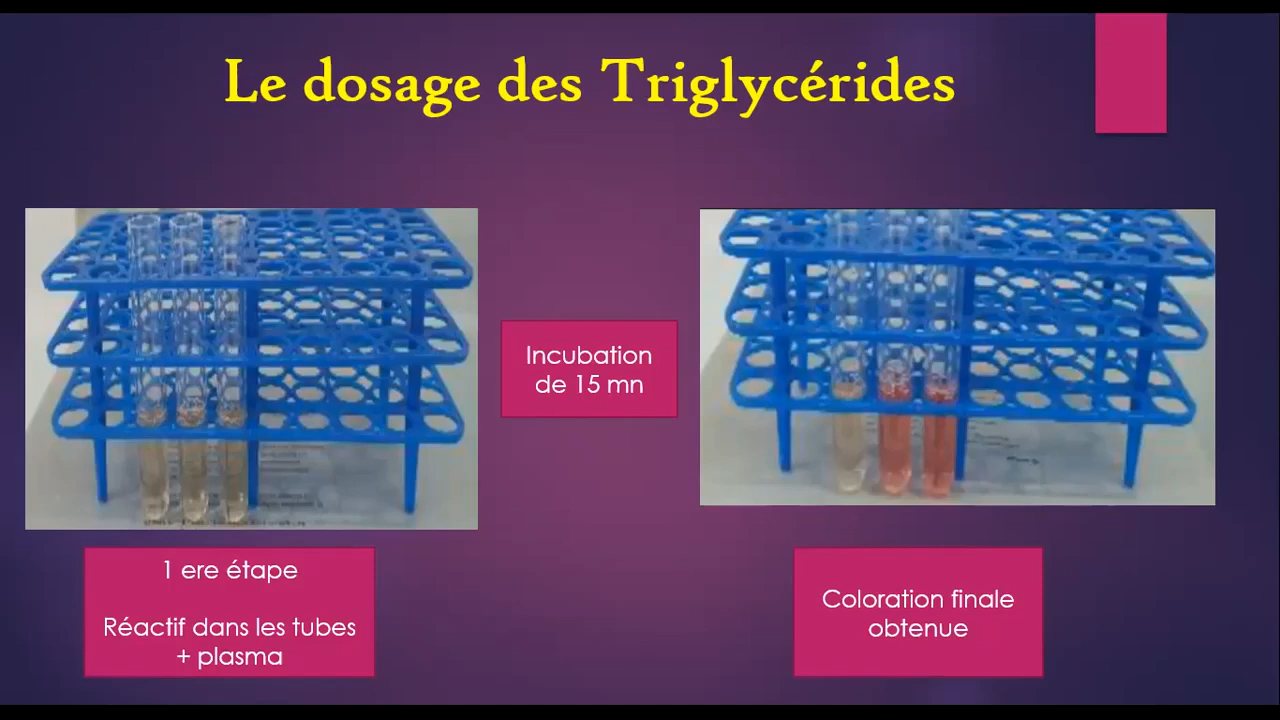 Le dosage des Triglycérides
Incubation
de 15 mn
1 ere étape
Réactif dans les tubes
+ plasma
Coloration finale
obtenue